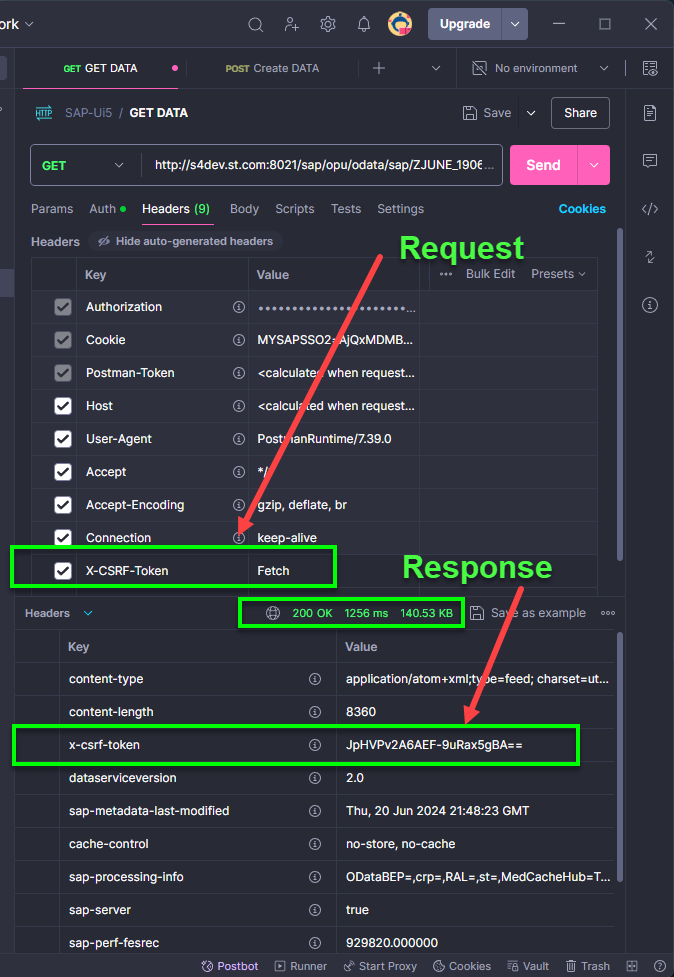 ork
Upgrade
GET GET DATA
POST Create DATA
No environment
HTTP SAP-Ui5 / GET DATA
Save
Share
GET
http://s4dev.st.com:8021/sap/opu/odata/sap/ZJUNE_1906...
Send
Params Auth Headers (9) Body Scripts Tests Settings Cookies
Headers Hide auto-generated headers
Request
Key Value Bulk Edit Presets
Authorization ••••••••••••••••••••••...
Cookie MYSAPSSO2=AjQxMDMB...
Postman-Token <calculated when request...
Host <calculated when request...
User-Agent PostmanRuntime/7.39.0
Accept */*
Accept-Encoding gzip, deflate, br
Connection keep-alive
X-CSRF-Token Fetch
Response
Headers 200 OK 1256 ms 140.53 KB Save as example
Key Value
content-type application/atom+xml;type=feed; charset=ut...
content-length 8360
x-csrf-token JpHVPv2A6AEF-9uRax5gBA==
dataserviceversion 2.0
sap-metadata-last-modified Thu, 20 Jun 2024 21:48:23 GMT
cache-control no-store, no-cache
sap-processing-info ODataBEP=,crp=,RAL=,st=,MedCacheHub=T...
sap-server true
sap-perf-fesrec 929820.000000
Postbot Runner Start Proxy Cookies Vault Trash